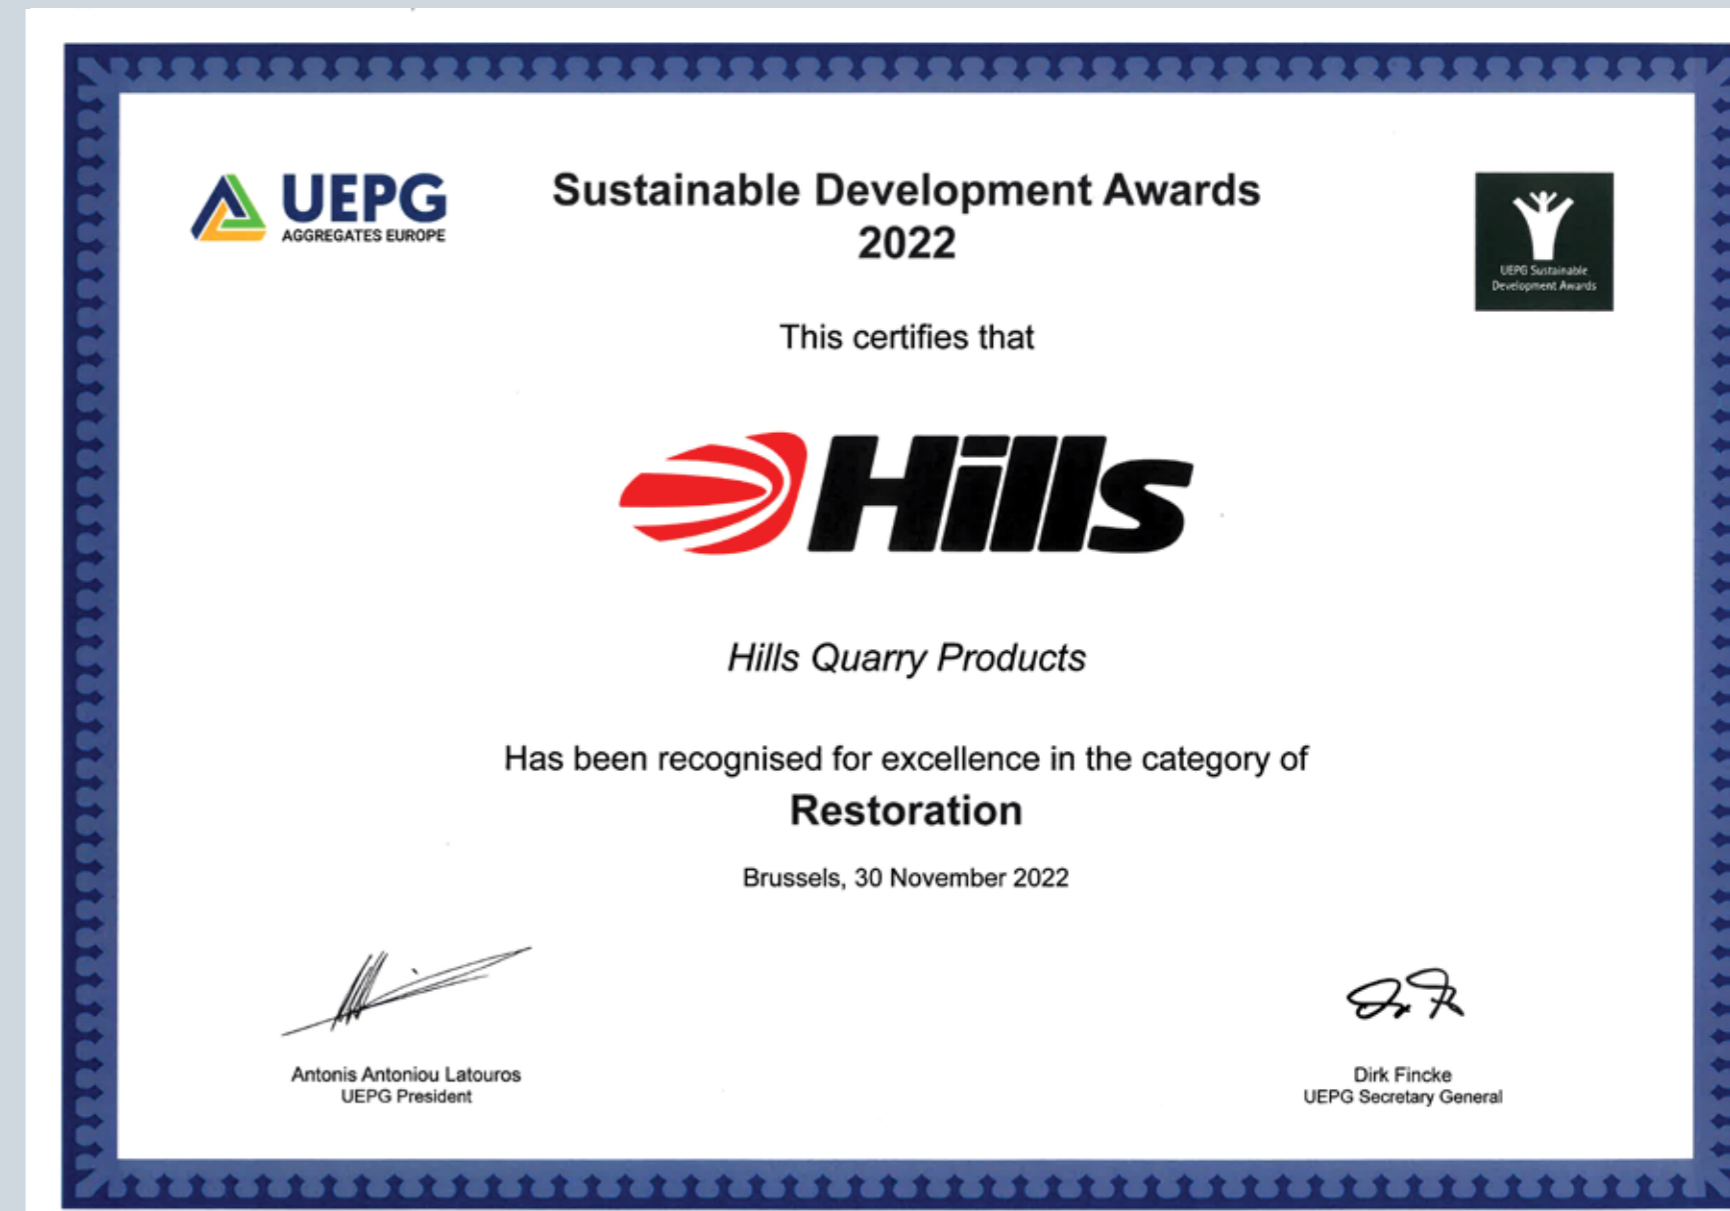 UEPG
AGGREGATES EUROPE
Sustainable Development Awards
2022
UEPG Sustainable
Development Awards
This certifies that
Hills
Hills Quarry Products
Has been recognised for excellence in the category of
Restoration
Brussels, 30 November 2022
Antonis Antoniou Latouros
UEPG President
Dirk Fincke
UEPG Secretary General